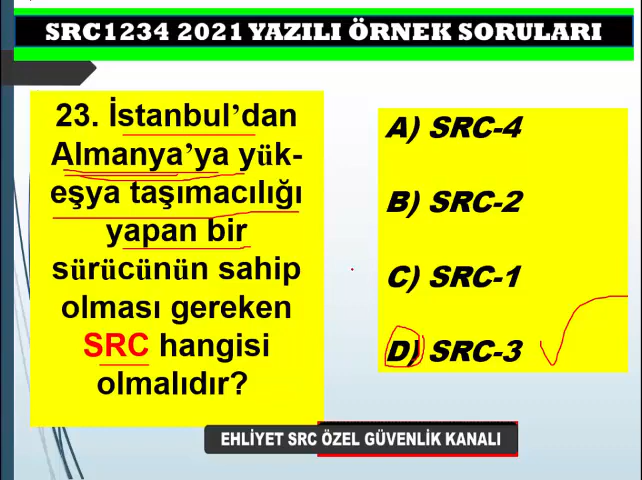 SRC1234 2021 YAZILI ÖRNEK SORULARI
23. İstanbul'dan
Almanya'ya yük-
eşya taşımacılığı
yapan bir
sürücünün sahip
olması gereken
SRC hangisi
olmalıdır?
A) SRC-4
B) SRC-2
C) SRC-1
D) SRC-3
EHLİYET SRC ÖZEL GÜVENLİK KANALI